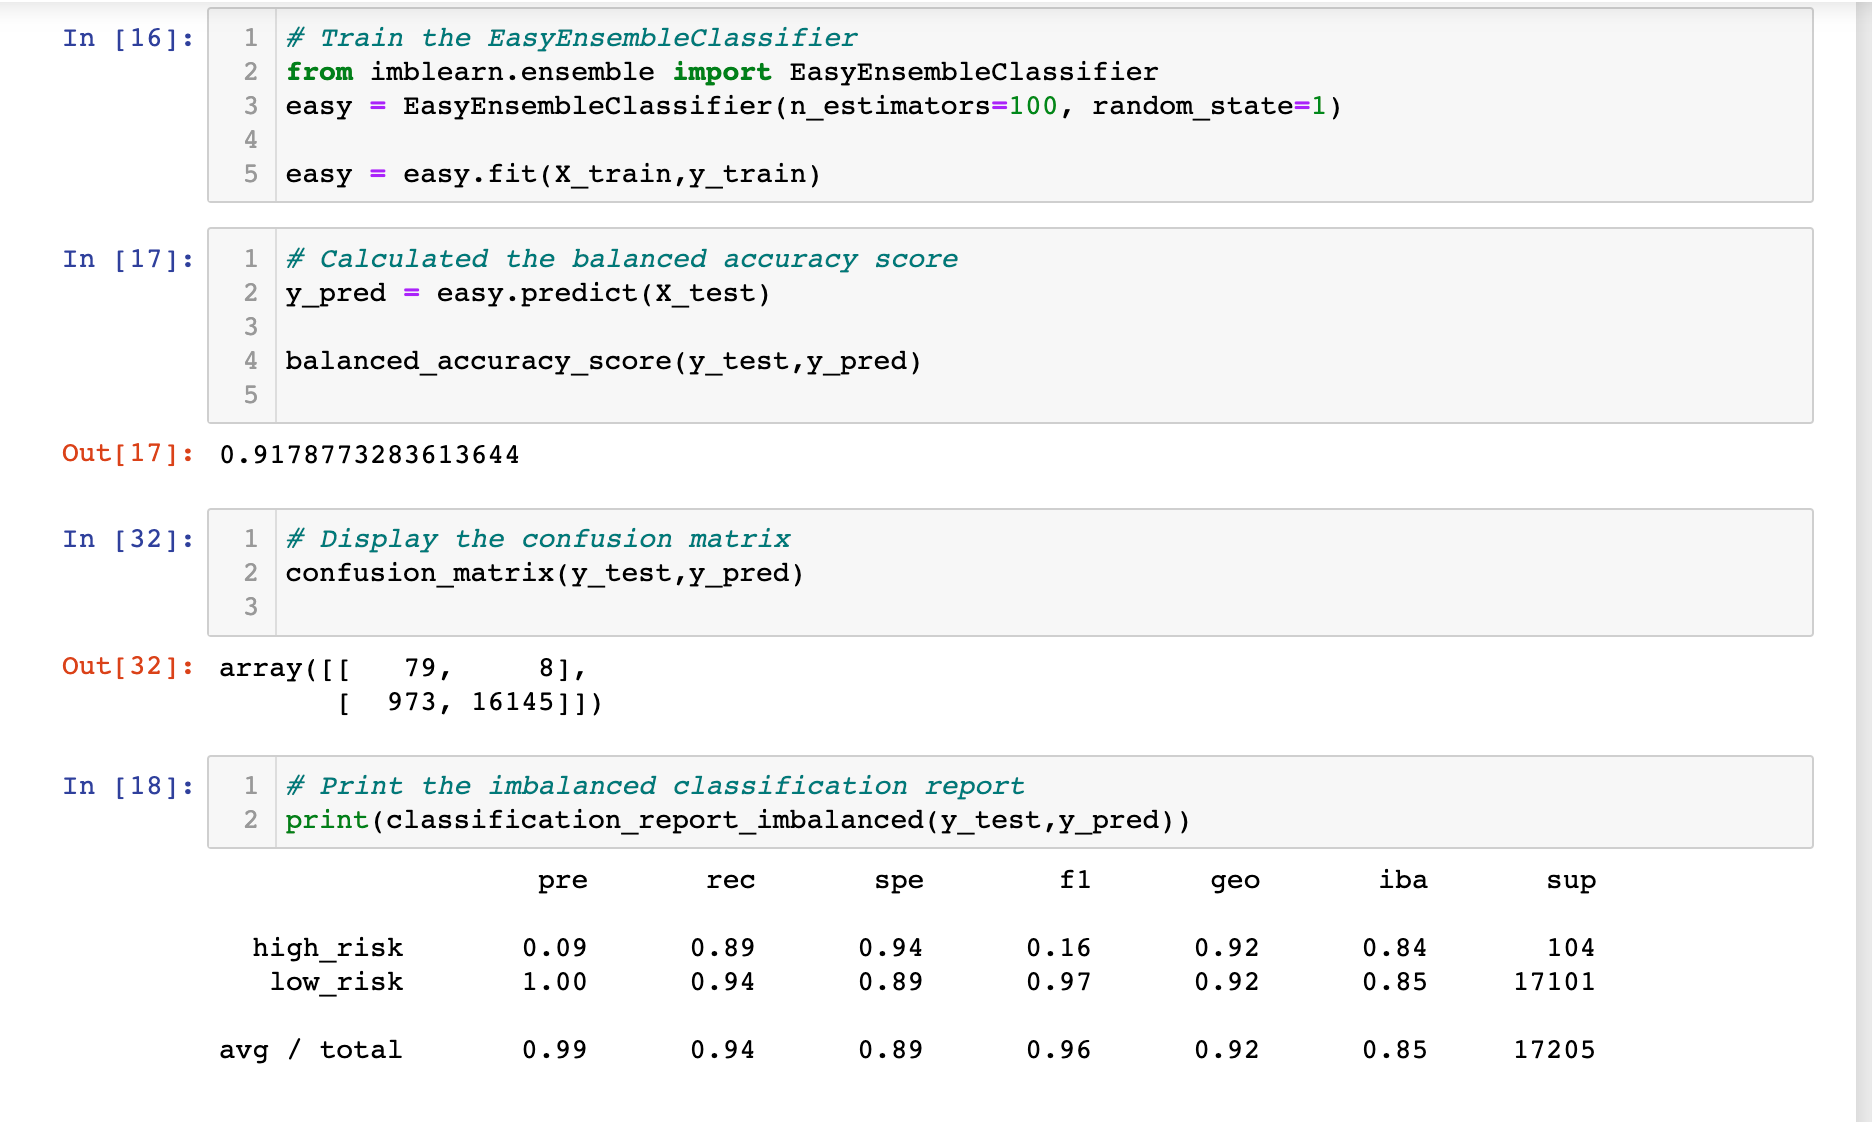 In [16]:
1 # Train the EasyEnsembleClassifier
2 from imblearn.ensemble import EasyEnsembleClassifier
3 easy = EasyEnsembleClassifier(n_estimators=100, random_state=1)
4
5 easy = easy.fit(X_train,y_train)
In [17]:
1 # Calculated the balanced accuracy score
2 y_pred = easy.predict(X_test)
3
4 balanced_accuracy_score(y_test,y_pred)
5
Out[17]: 0.9178773283613644
In [32]:
1 # Display the confusion matrix
2 confusion_matrix(y_test,y_pred)
3
Out[32]: array([[   79,     8],
       [  973, 16145]])
In [18]:
1 # Print the imbalanced classification report
2 print(classification_report_imbalanced(y_test,y_pred))
pre rec spe f1 geo iba sup
high_risk 0.09 0.89 0.94 0.16 0.92 0.84 104
low_risk 1.00 0.94 0.89 0.97 0.92 0.85 17101
avg / total 0.99 0.94 0.89 0.96 0.92 0.85 17205